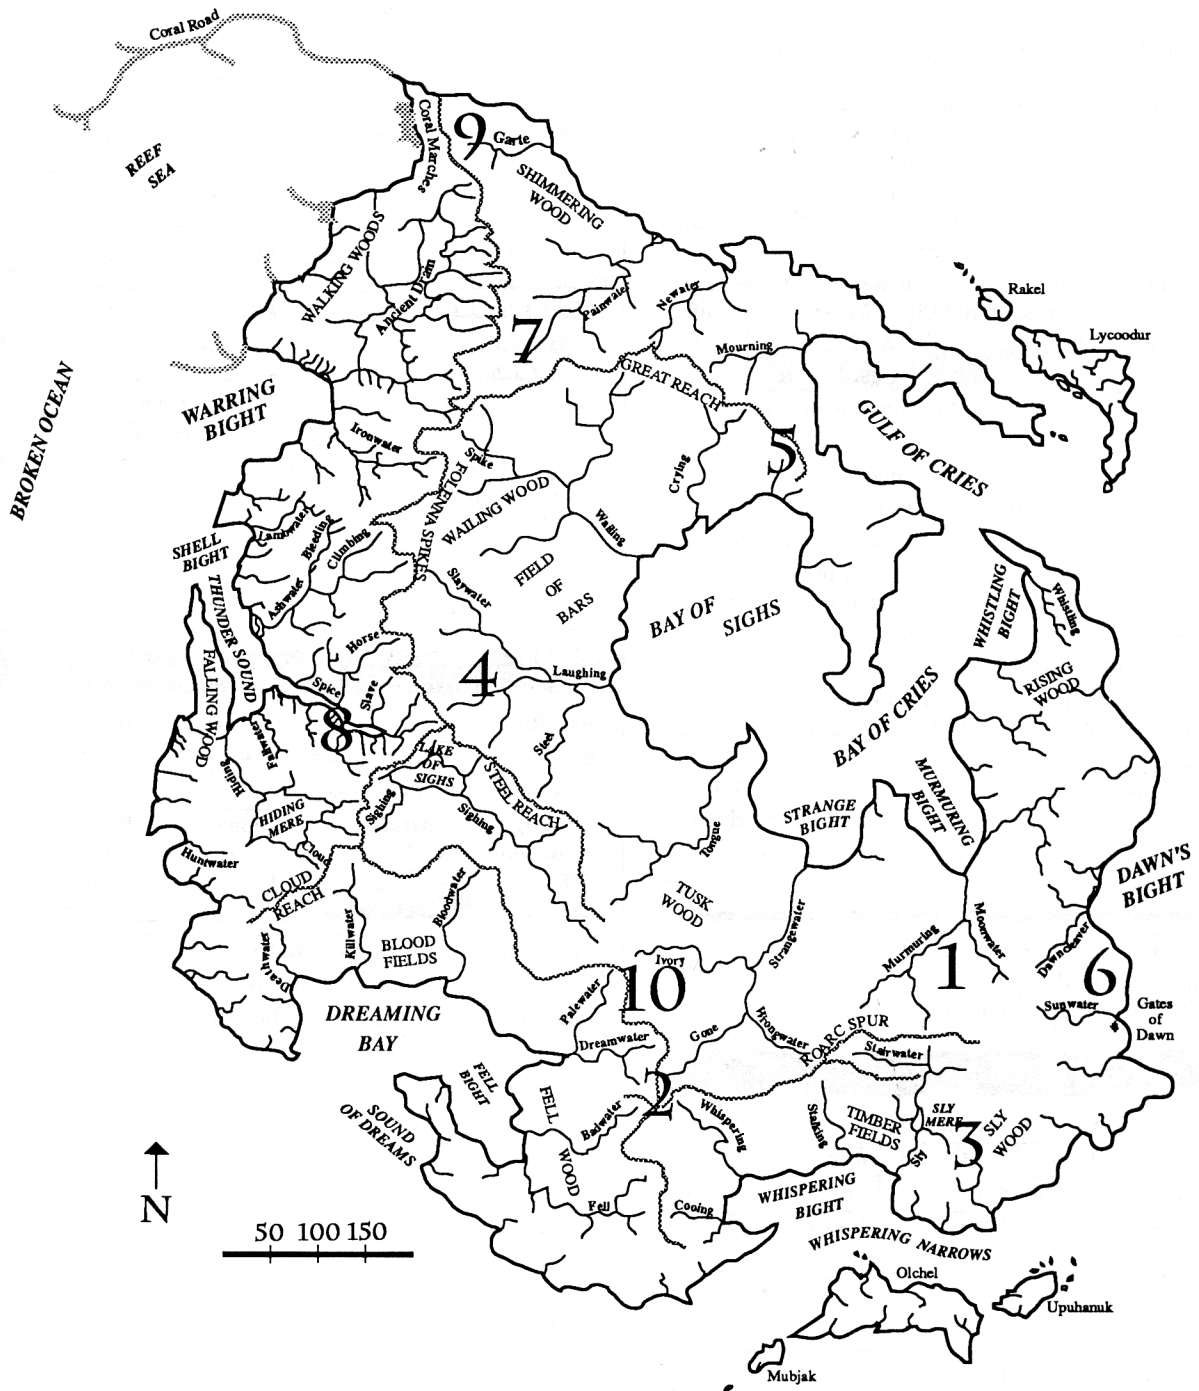 Coral Road
REEF
SEA
Coral Marches
9
Garte
SHIMMERING
WOOD
WALKING WOODS
Ancient Dram
Rakel
Lycoodur
Painwater
Newater
7
Mourning
GREAT REACH
BROKEN OCEAN
WARRING
BIGHT
GULF OF CRIES
Ironwater
Spike
5
Crying
FOLENNA SPIKES
WAILING WOOD
Wailing
Lambwater
Bleeding
Climbing
SHELL
BIGHT
Ashwater
THUNDER SOUND
Slaywater
FIELD
OF
BARS
BAY OF
SIGHS
WHISTLING
BIGHT
Whistling
FALLING WOOD
Horse
Spice
Slave
4
Laughing
RISING
WOOD
BAY OF CRIES
8
Fallwater
Hiding
Steel
LAKE
OF
SIGHS
STEEL REACH
Sighing
Sighing
HIDING
MERE
STRANGE
BIGHT
MURMURING
BIGHT
Tongue
Huntwater
Cloud
CLOUD
REACH
DAWN'S
BIGHT
TUSK
WOOD
Bloodwater
Killwater
BLOOD
FIELDS
Deathwater
Strangewater
Murmuring
Moonwater
1
Dawncleaver
6
Ivory
10
Palewater
DREAMING
BAY
Dreamwater
Gone
Wrongwater
ROARC SPUR
Stairwater
Sunwater
Gates
of
Dawn
FELL
BIGHT
SOUND
OF DREAMS
FELL
WOOD
Badwater
2
Whispering
Stalking
TIMBER
FIELDS
SLY
MERE
3
SLY
WOOD
Sly
Fell
Cooing
WHISPERING
BIGHT
WHISPERING NARROWS
N
50 100 150
Olchel
Upuhanuk
Mubjak